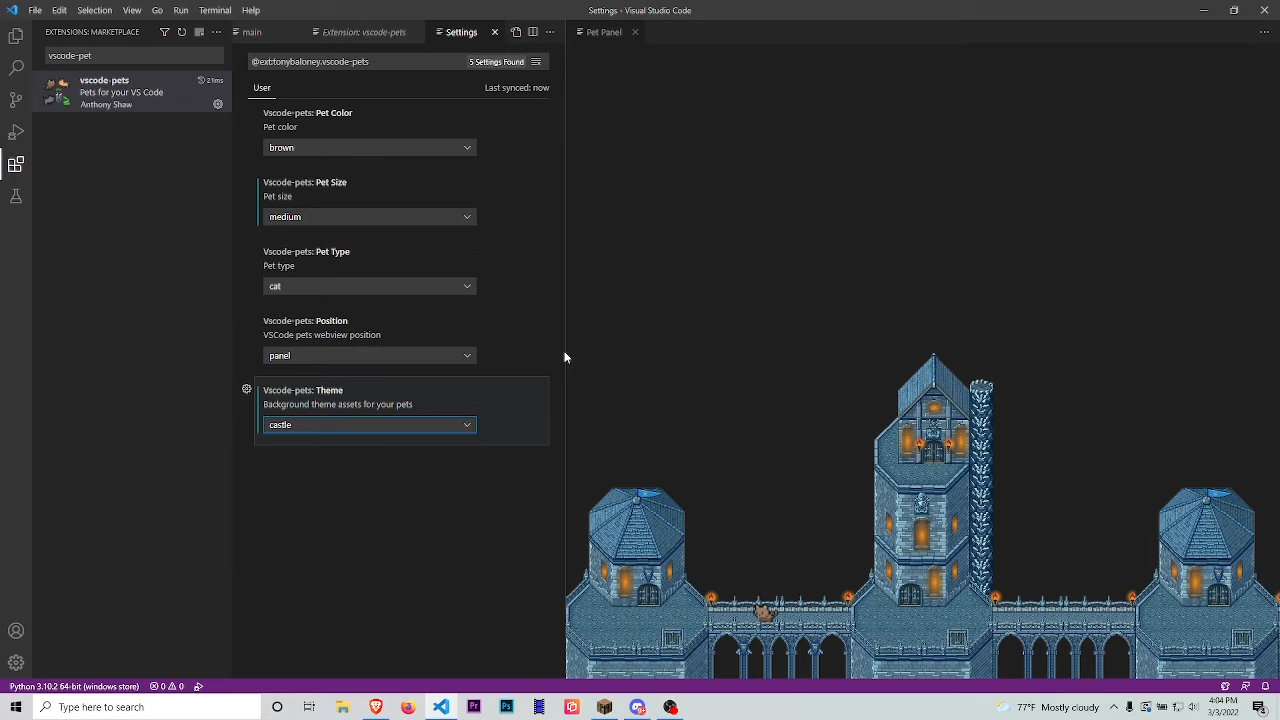 File Edit Selection View Go Run Terminal Help
Settings - Visual Studio Code
EXTENSIONS: MARKETPLACE
vscode-pet
vscode-pets
21ms
Pets for your VS Code
Anthony Shaw
main
Extension: vscode-pets
Settings
@ext:tonybaloney.vscode-pets
5 Settings Found
User
Last synced: now
Vscode-pets: Pet Color
Pet color
brown
Vscode-pets: Pet Size
Pet size
medium
Vscode-pets: Pet Type
Pet type
cat
Vscode-pets: Position
VSCode pets webview position
panel
Vscode-pets: Theme
Background theme assets for your pets
castle
Pet Panel
Python 3.10.2 64-bit (windows store)
0 0
Type here to search
Pr
Ps
77°F Mostly cloudy
4:04 PM
3/3/2022